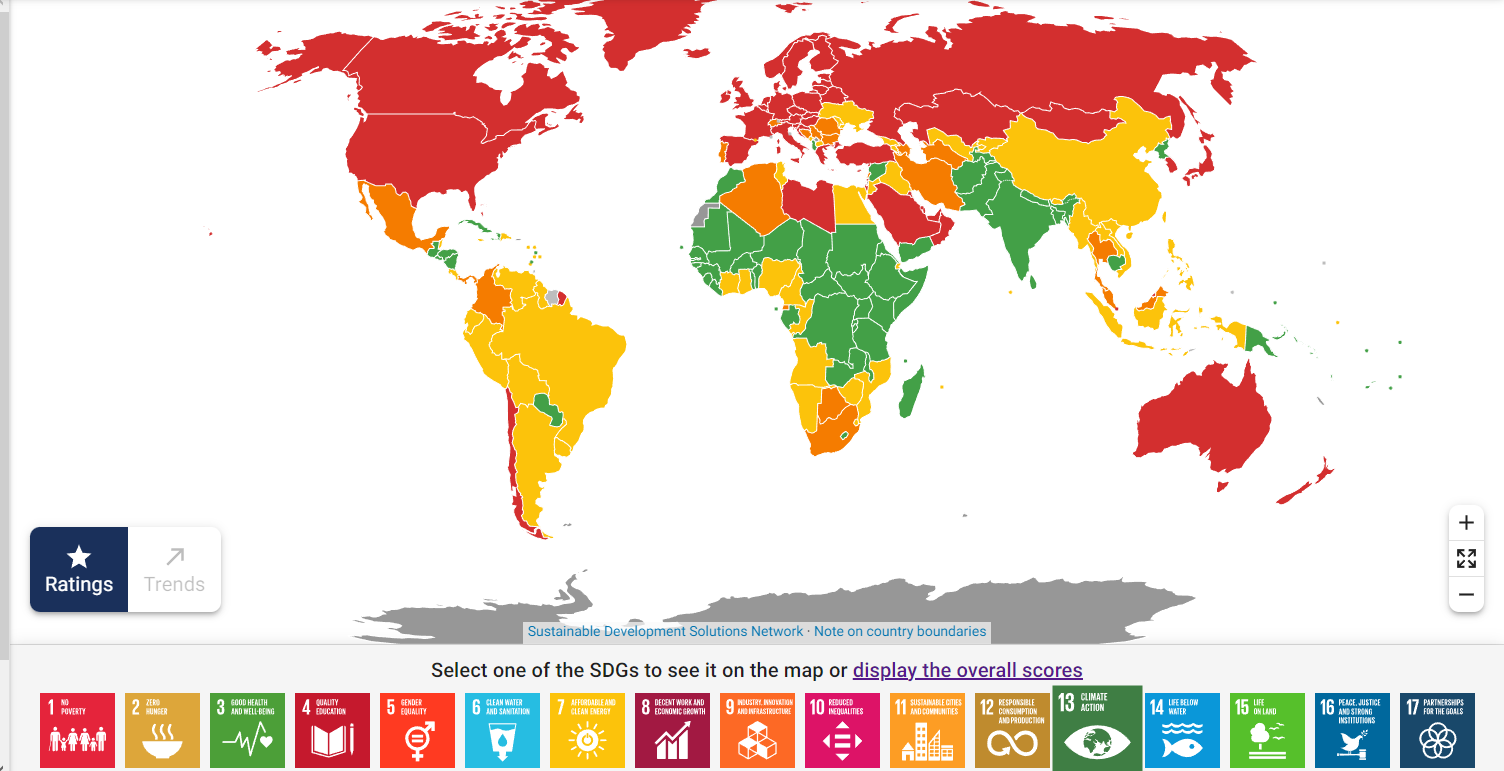 Ratings
Trends
Sustainable Development Solutions Network · Note on country boundaries
Select one of the SDGs to see it on the map or display the overall scores
1 NO
POVERTY
2 ZERO
HUNGER
3 GOOD HEALTH
AND WELL-BEING
4 QUALITY
EDUCATION
5 GENDER
EQUALITY
6 CLEAN WATER
AND SANITATION
7 AFFORDABLE AND
CLEAN ENERGY
8 DECENT WORK AND
ECONOMIC GROWTH
9 INDUSTRY, INNOVATION
AND INFRASTRUCTURE
10 REDUCED
INEQUALITIES
11 SUSTAINABLE CITIES
AND COMMUNITIES
12 RESPONSIBLE
CONSUMPTION
AND PRODUCTION
13 CLIMATE
ACTION
14 LIFE BELOW
WATER
15 LIFE
ON LAND
16 PEACE, JUSTICE
AND STRONG
INSTITUTIONS
17 PARTNERSHIPS
FOR THE GOALS